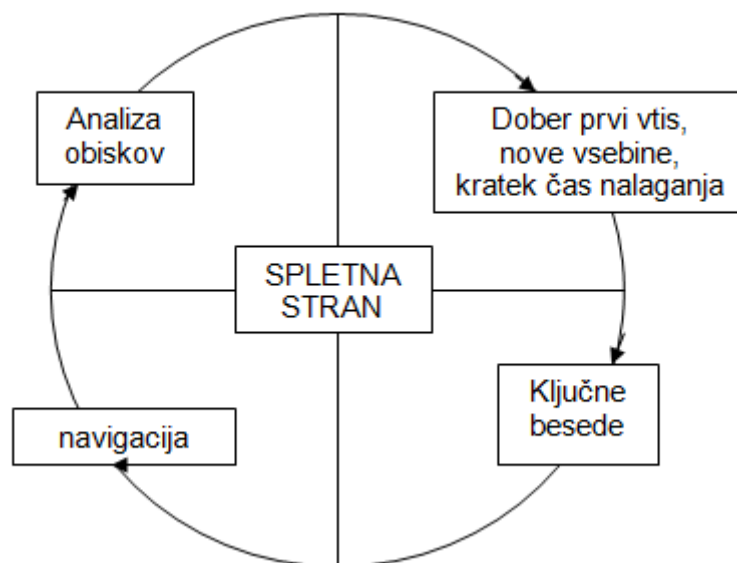 Analiza
obiskov
Dober prvi vtis,
nove vsebine,
kratek čas nalaganja
SPLETNA
STRAN
Ključne
besede
navigacija